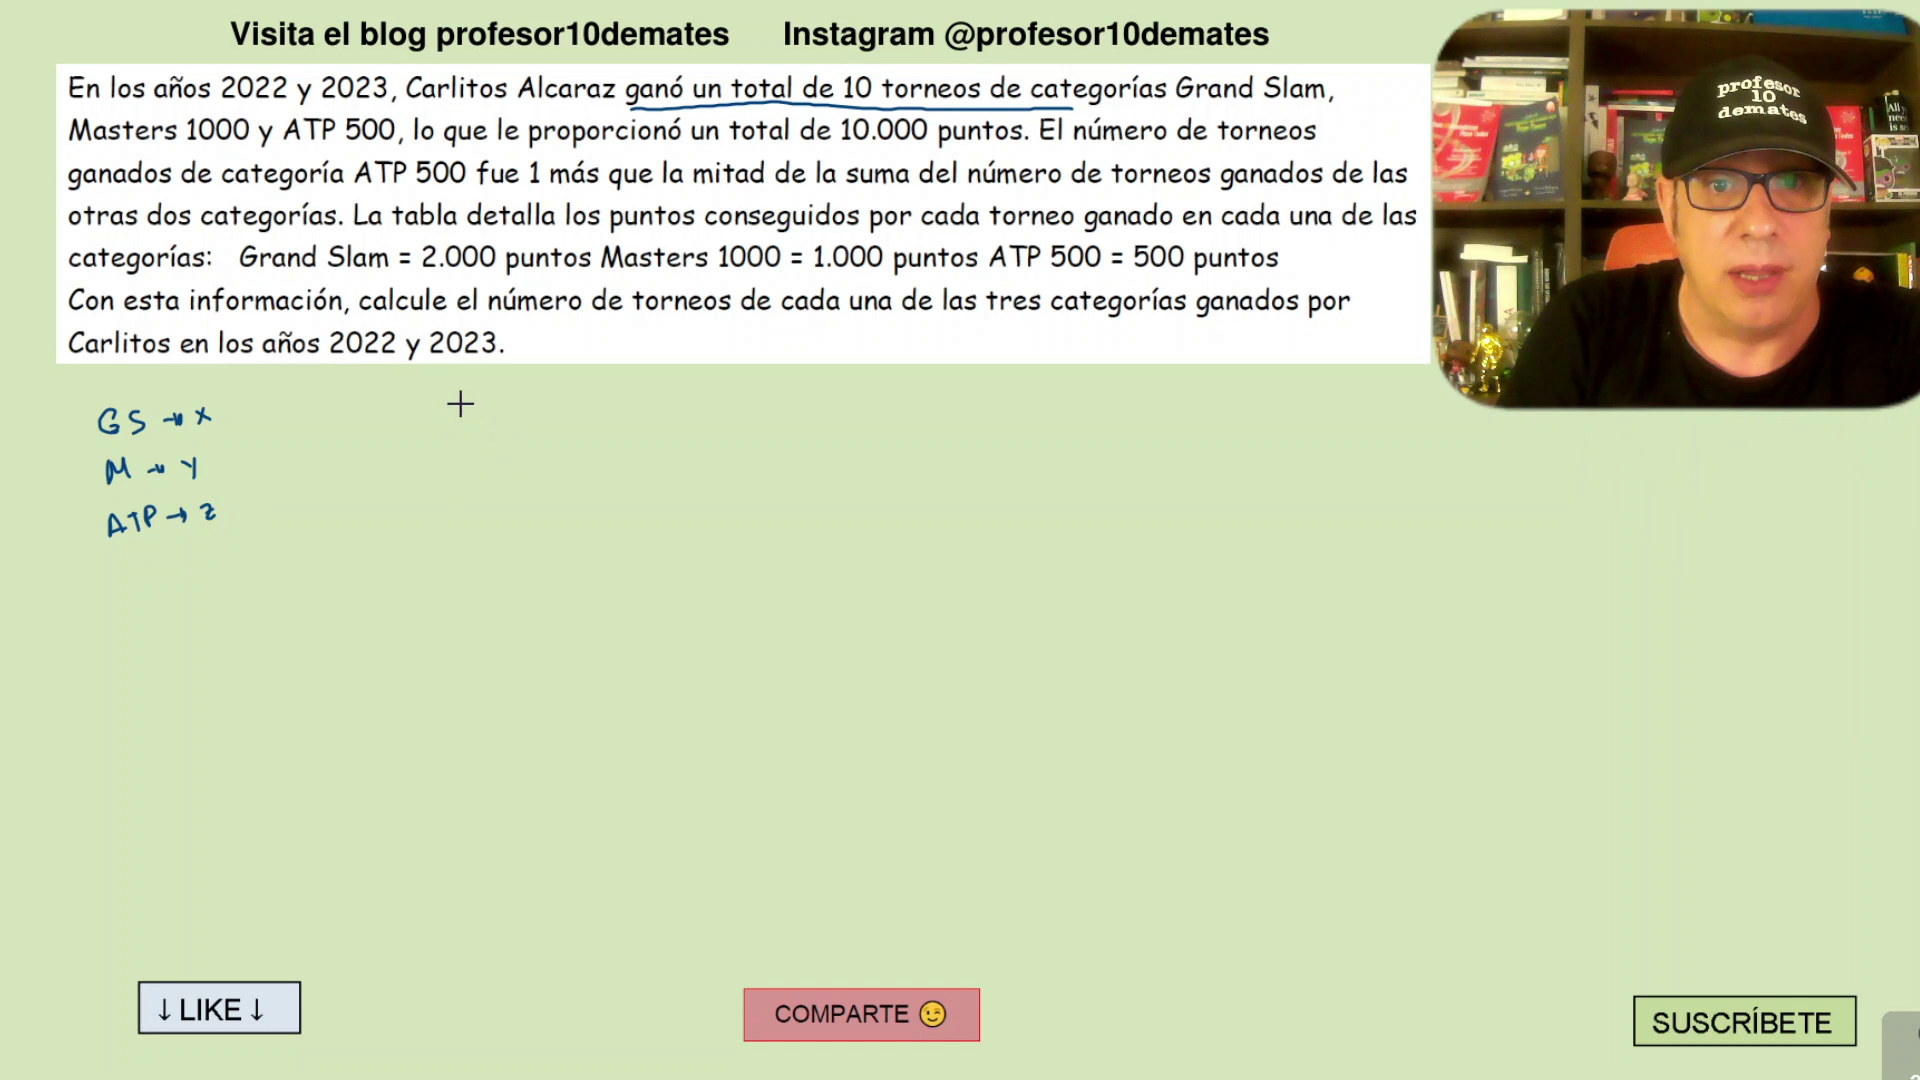 Visita el blog profesor10demates Instagram @profesor10demates
En los años 2022 y 2023, Carlitos Alcaraz ganó un total de 10 torneos de categorías Grand Slam,
Masters 1000 y ATP 500, lo que le proporcionó un total de 10.000 puntos. El número de torneos
ganados de categoría ATP 500 fue 1 más que la mitad de la suma del número de torneos ganados de las
otras dos categorías. La tabla detalla los puntos conseguidos por cada torneo ganado en cada una de las
categorías: Grand Slam = 2.000 puntos Masters 1000 = 1.000 puntos ATP 500 = 500 puntos
Con esta información, calcule el número de torneos de cada una de las tres categorías ganados por
Carlitos en los años 2022 y 2023.
profesor
10
demates
GS → x
M → y
ATP → z
↓ LIKE ↓
COMPARTE 😉
SUSCRÍBETE